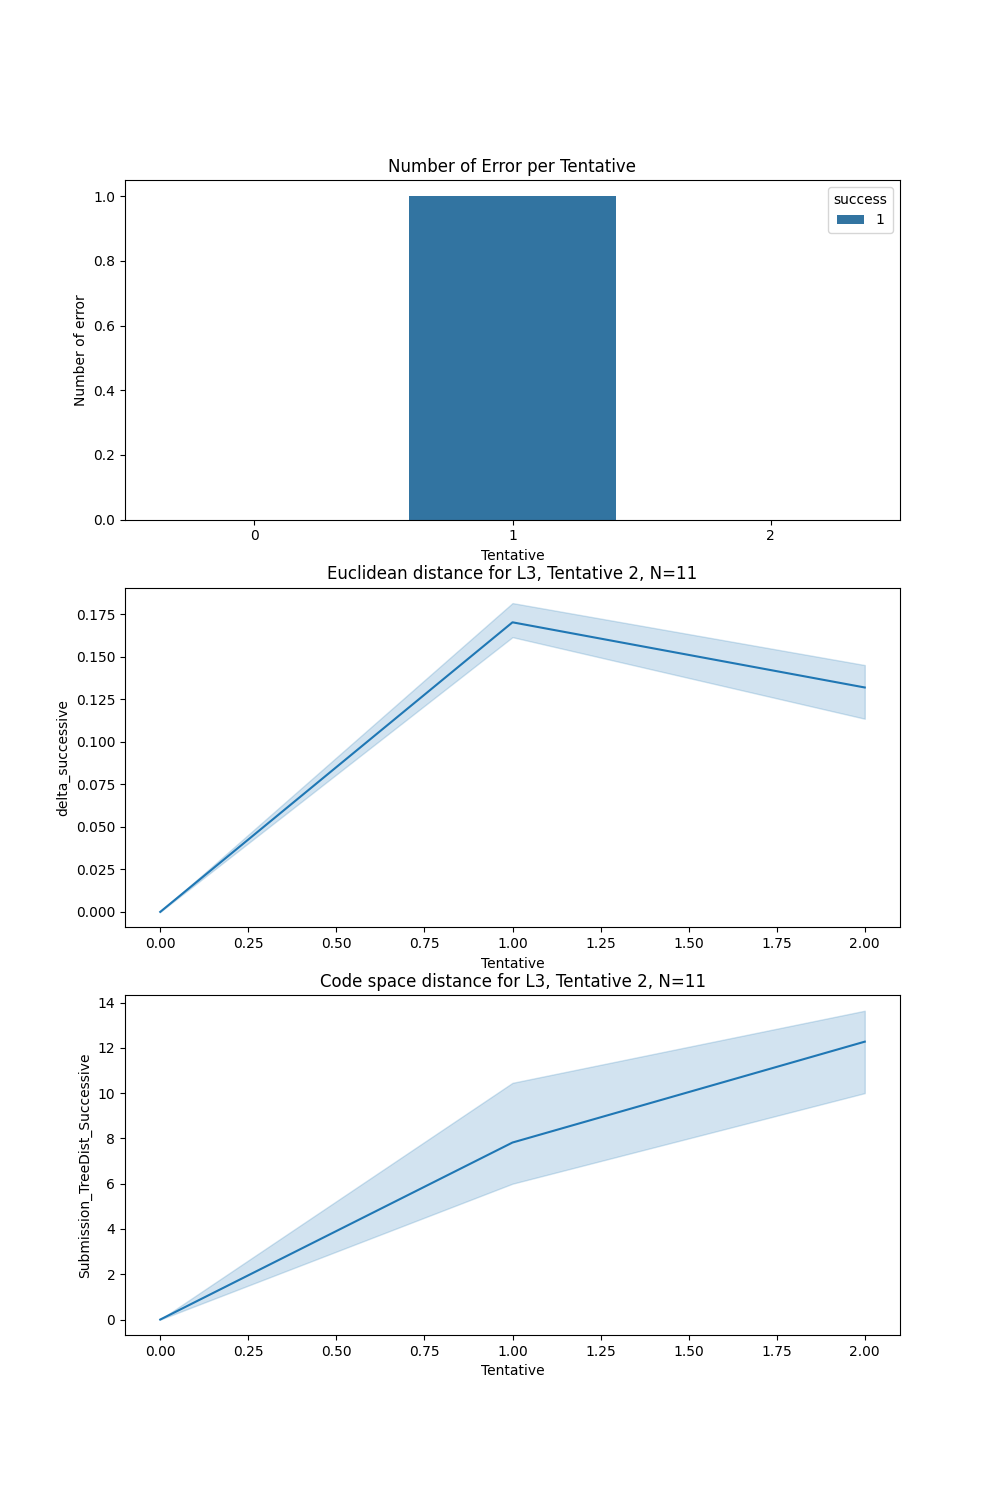 Number of Error per Tentative
success
1
1.0
0.8
0.6
0.4
0.2
0.0
Number of error
0 1 2
Tentative
Euclidean distance for L3, Tentative 2, N=11
0.175
0.150
0.125
0.100
0.075
0.050
0.025
0.000
delta_successive
0.00 0.25 0.50 0.75 1.00 1.25 1.50 1.75 2.00
Tentative
Code space distance for L3, Tentative 2, N=11
14
12
10
8
6
4
2
0
Submission_TreeDist_Successive
0.00 0.25 0.50 0.75 1.00 1.25 1.50 1.75 2.00
Tentative